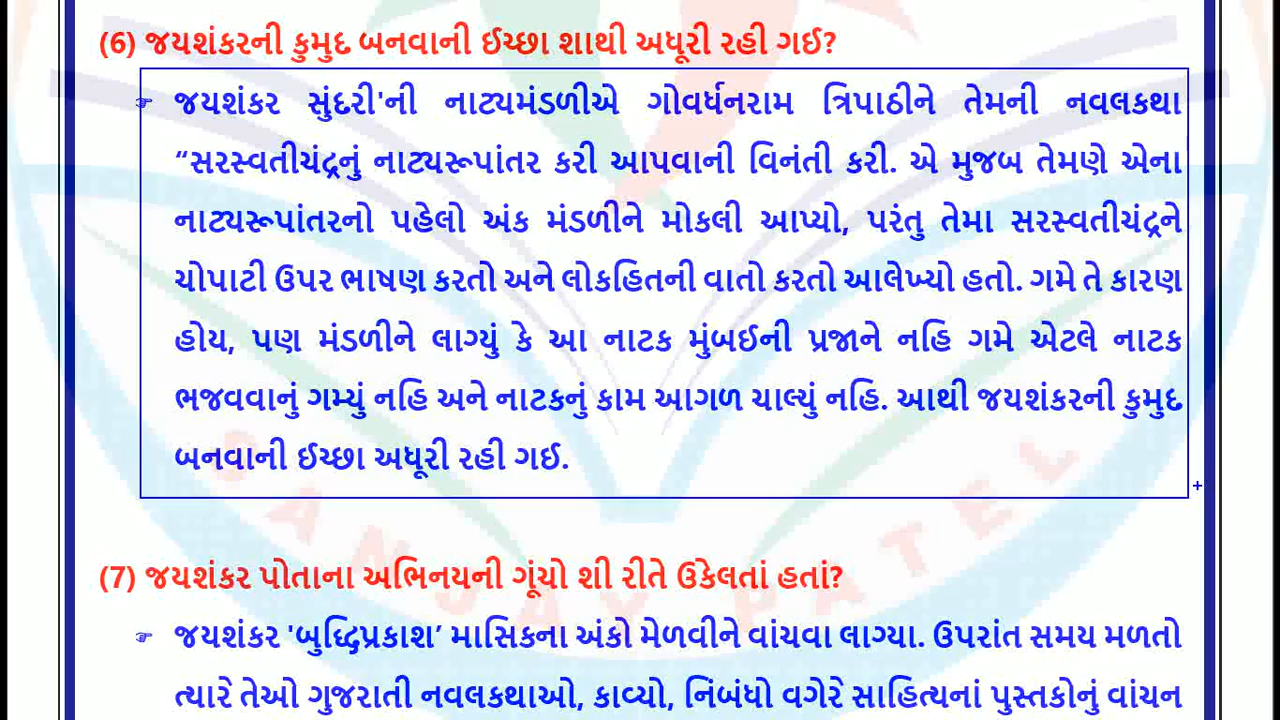 (6) જયશંકરની કુમુદ બનવાની ઈચ્છા શાથી અધૂરી રહી ગઈ?
☞ જયશંકર સુંદરી'ની નાટ્યમંડળીએ ગોવર્ધનરામ ત્રિપાઠીને તેમની નવલકથા
“સરસ્વતીચંદ્રનું નાટ્યરૂપાંતર કરી આપવાની વિનંતી કરી. એ મુજબ તેમણે એના
નાટ્યરૂપાંતરનો પહેલો અંક મંડળીને મોકલી આપ્યો, પરંતુ તેમા સરસ્વતીચંદ્રને
ચોપાટી ઉપર ભાષણ કરતો અને લોકહિતની વાતો કરતો આલેખ્યો હતો. ગમે તે કારણ
હોય, પણ મંડળીને લાગ્યું કે આ નાટક મુંબઈની પ્રજાને નહિ ગમે એટલે નાટક
ભજવવાનું ગમ્યું નહિ અને નાટકનું કામ આગળ ચાલ્યું નહિ. આથી જયશંકરની કુમુદ
બનવાની ઈચ્છા અધૂરી રહી ગઈ.
(7) જયશંકર પોતાના અભિનયની ગૂંચો શી રીતે ઉકેલતાં હતાં?
☞ જયશંકર 'બુદ્ધિપ્રકાશ’ માસિકના અંકો મેળવીને વાંચવા લાગ્યા. ઉપરાંત સમય મળતો
ત્યારે તેઓ ગુજરાતી નવલકથાઓ, કાવ્યો, નિંબંધો વગેરે સાહિત્યનાં પુસ્તકોનું વાંચન
SANJAY PATEL